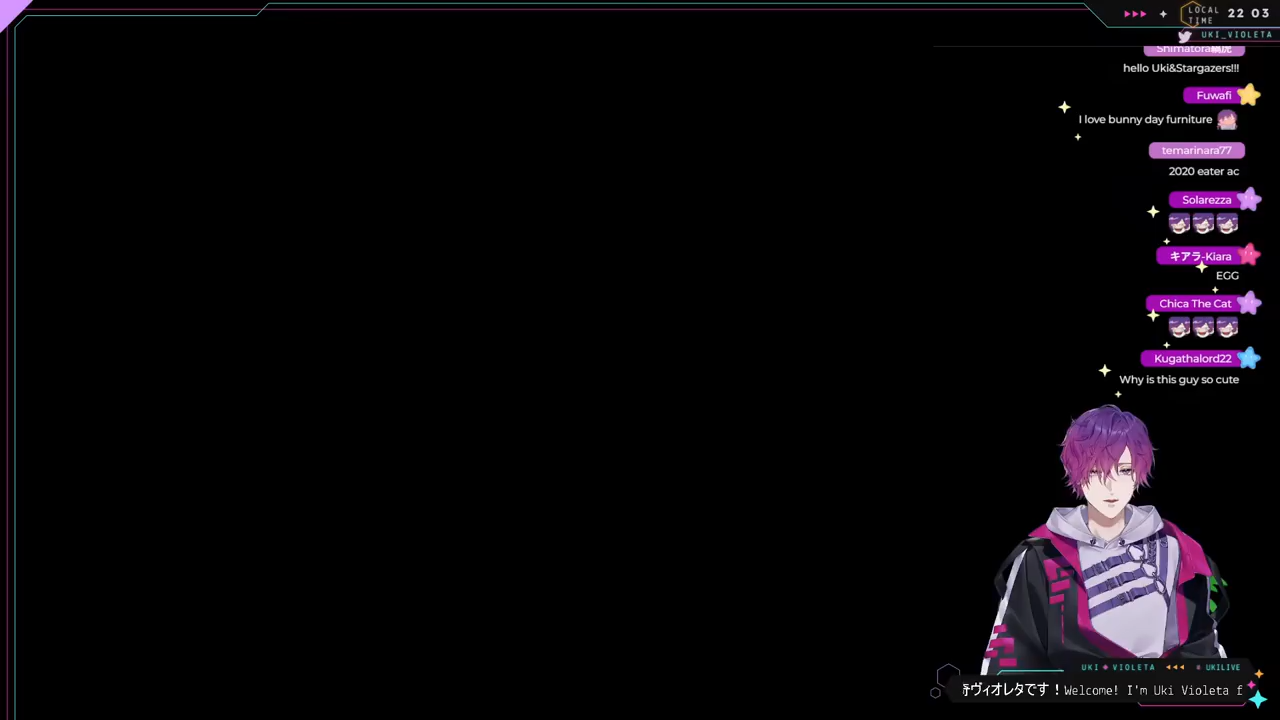 LOCAL TIME 22 03
UKI_VIOLETA
hello Uki&Stargazers!!!
Fuwafi
I love bunny day furniture
temarinara77
2020 eater ac
Solarezza
キアラ-Kiara
EGG
Chica The Cat
Kugathalord22
Why is this guy so cute
UKI VIOLETA UKILIVE
ヴィオレタです！Welcome! I'm Uki Violeta f